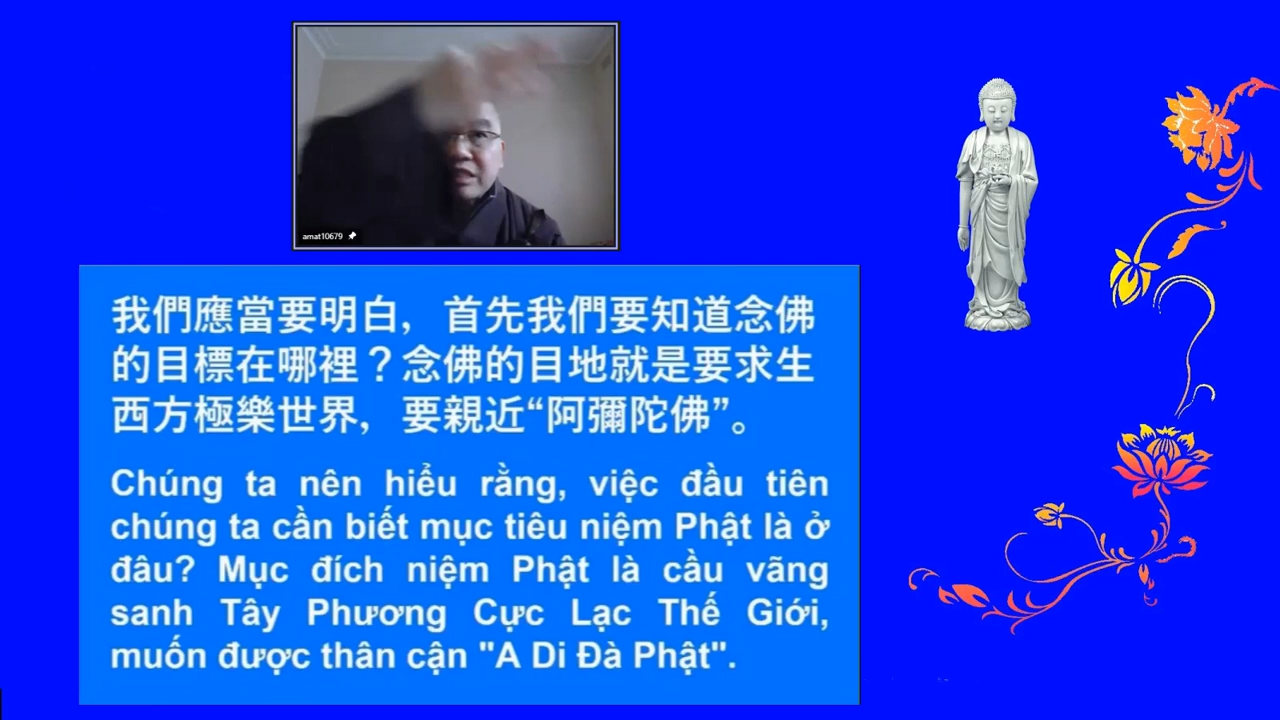 amat10679
我們應當要明白，首先我們要知道念佛
的目標在哪裡？念佛的目地就是要求生
西方極樂世界，要親近“阿彌陀佛”。
Chúng ta nên hiểu rằng, việc đầu tiên
chúng ta cần biết mục tiêu niệm Phật là ở
đâu? Mục đích niệm Phật là cầu vãng
sanh Tây Phương Cực Lạc Thế Giới,
muốn được thân cận "A Di Đà Phật".